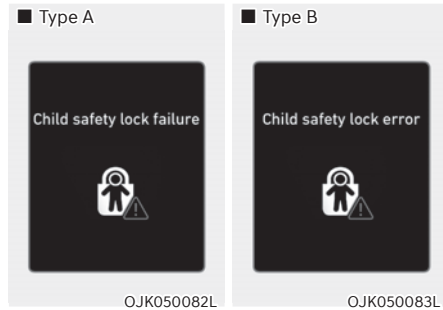 ■ Type A
Child safety lock failure
OJK050082L
■ Type B
Child safety lock error
OJK050083L